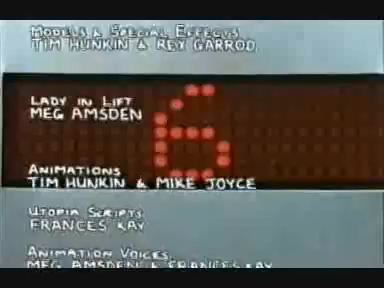 MODELS & SPECIAL EFFECTS
TIM HUNKIN & REX GARROD
LADY IN LIFT
MEG AMSDEN
6
ANIMATIONS
TIM HUNKIN & MIKE JOYCE
UTOPIA SCRIPTS
FRANCES KAY
ANIMATION VOICES
MEG AMSDEN & FRANCES KAY